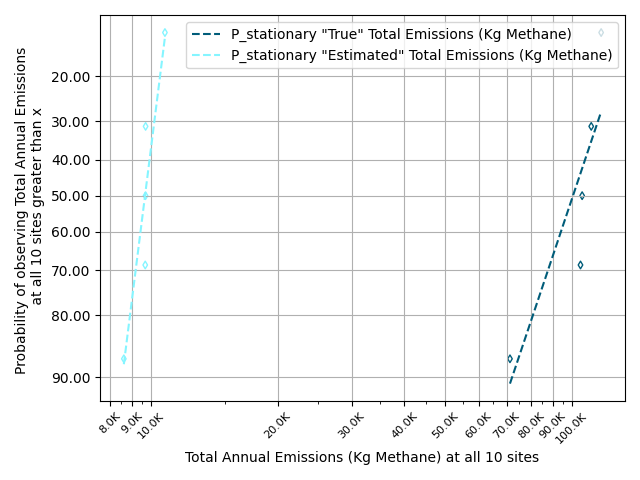 P_stationary "True" Total Emissions (Kg Methane)
P_stationary "Estimated" Total Emissions (Kg Methane)
Probability of observing Total Annual Emissions
at all 10 sites greater than x
20.00
30.00
40.00
50.00
60.00
70.00
80.00
90.00
8.0K
9.0K
10.0K
20.0K
30.0K
40.0K
50.0K
60.0K
70.0K
80.0K
90.0K
100.0K
Total Annual Emissions (Kg Methane) at all 10 sites